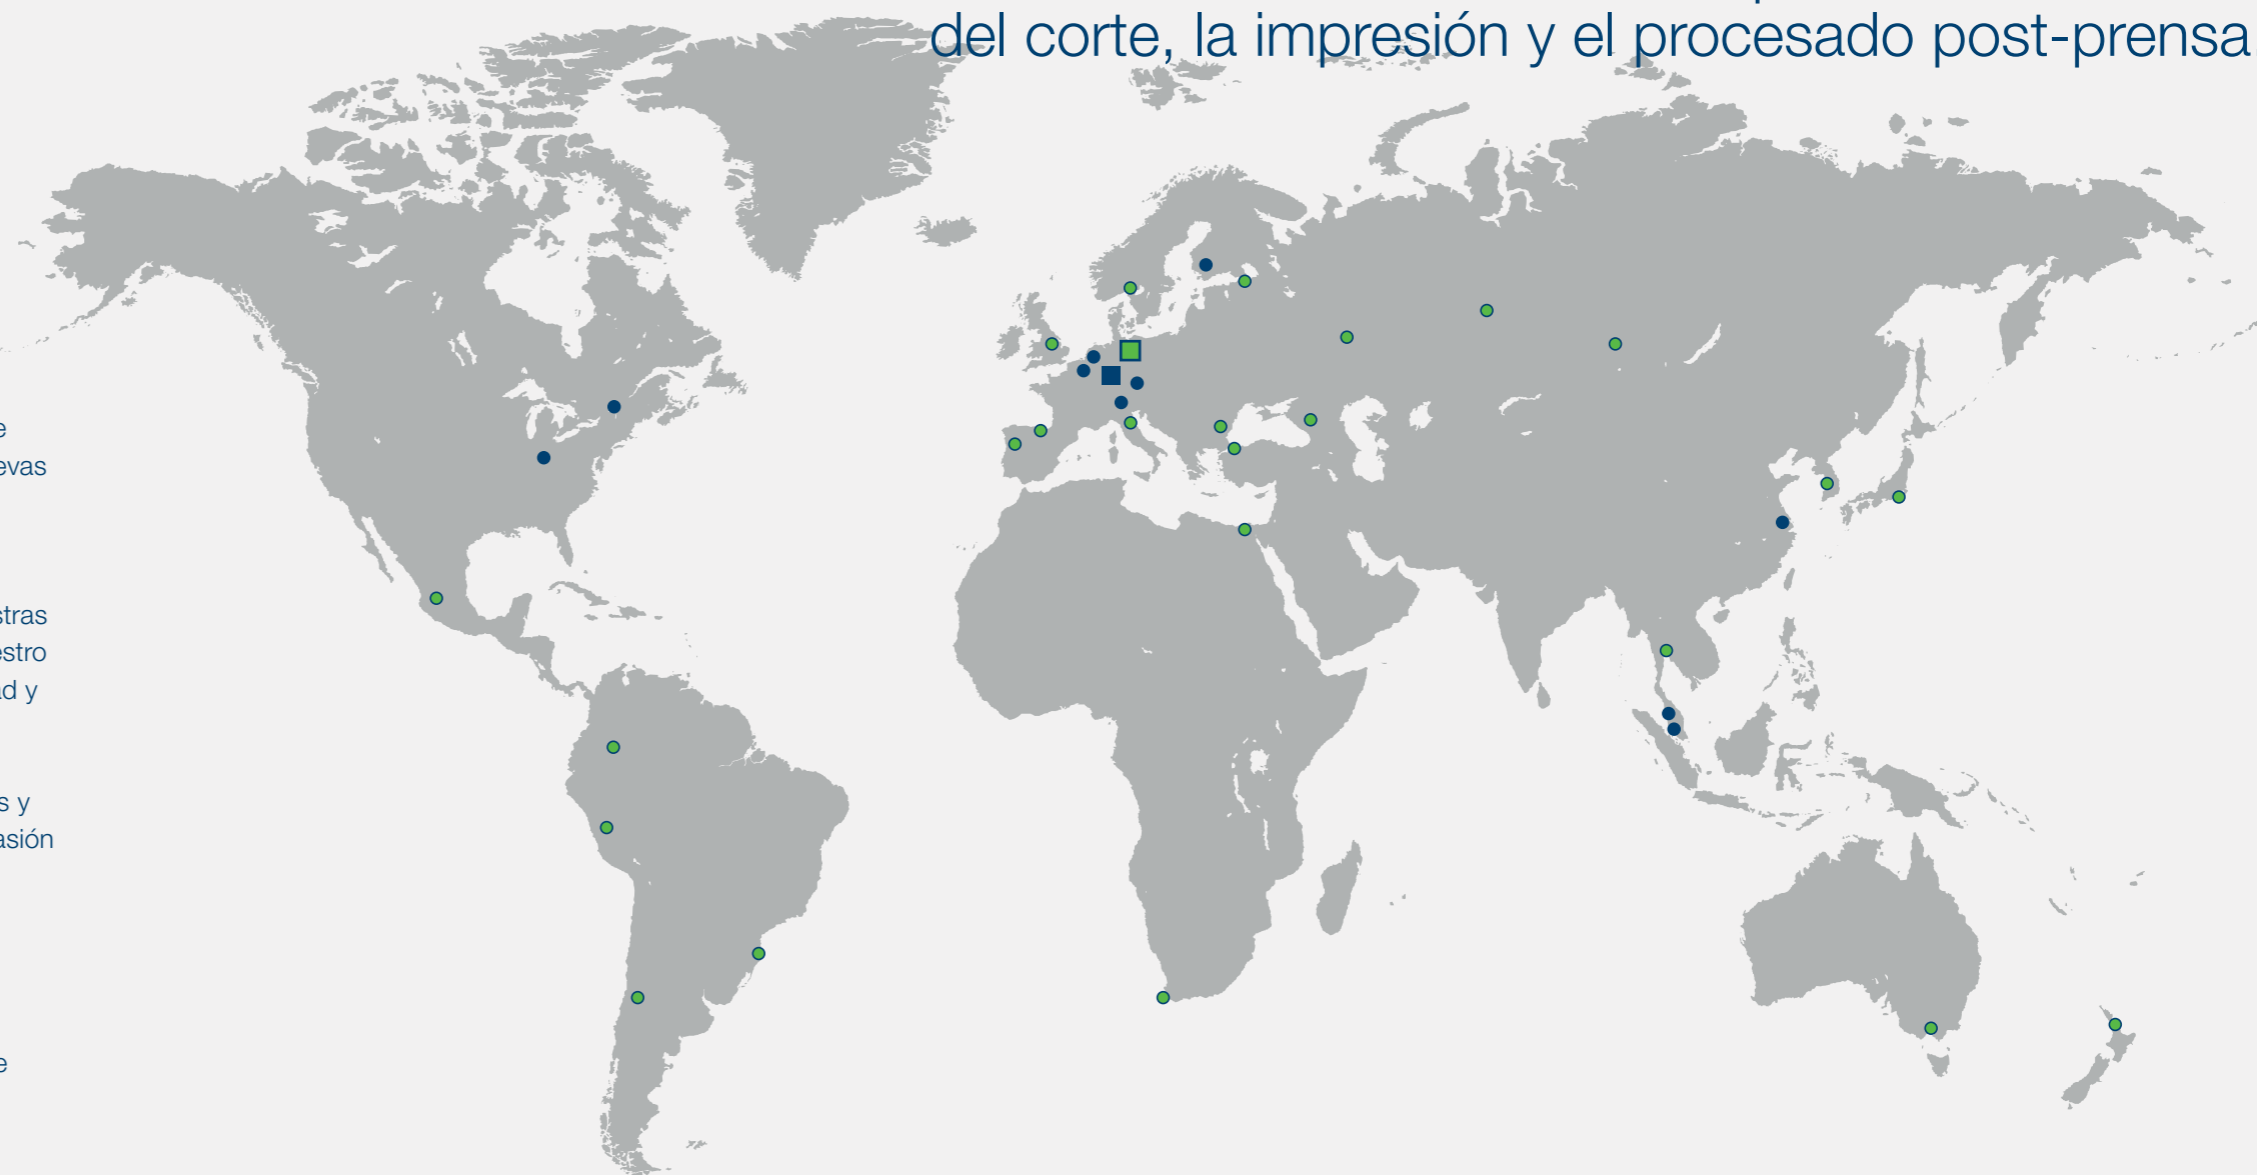 del corte, la impresión y el procesado post-prensa
e
evas
stras
estro
ad y
s y
asión
e